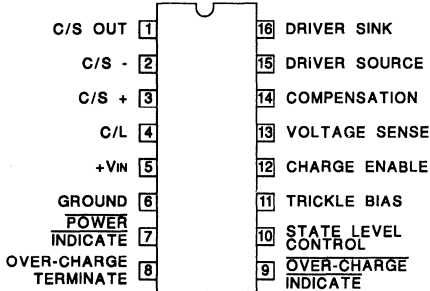 C/S OUT 1
16 DRIVER SINK
C/S - 2
15 DRIVER SOURCE
C/S + 3
14 COMPENSATION
C/L 4
13 VOLTAGE SENSE
+VIN 5
12 CHARGE ENABLE
GROUND 6
11 TRICKLE BIAS
POWER
INDICATE 7
10 STATE LEVEL
CONTROL
OVER-CHARGE
TERMINATE 8
9 OVER-CHARGE
INDICATE